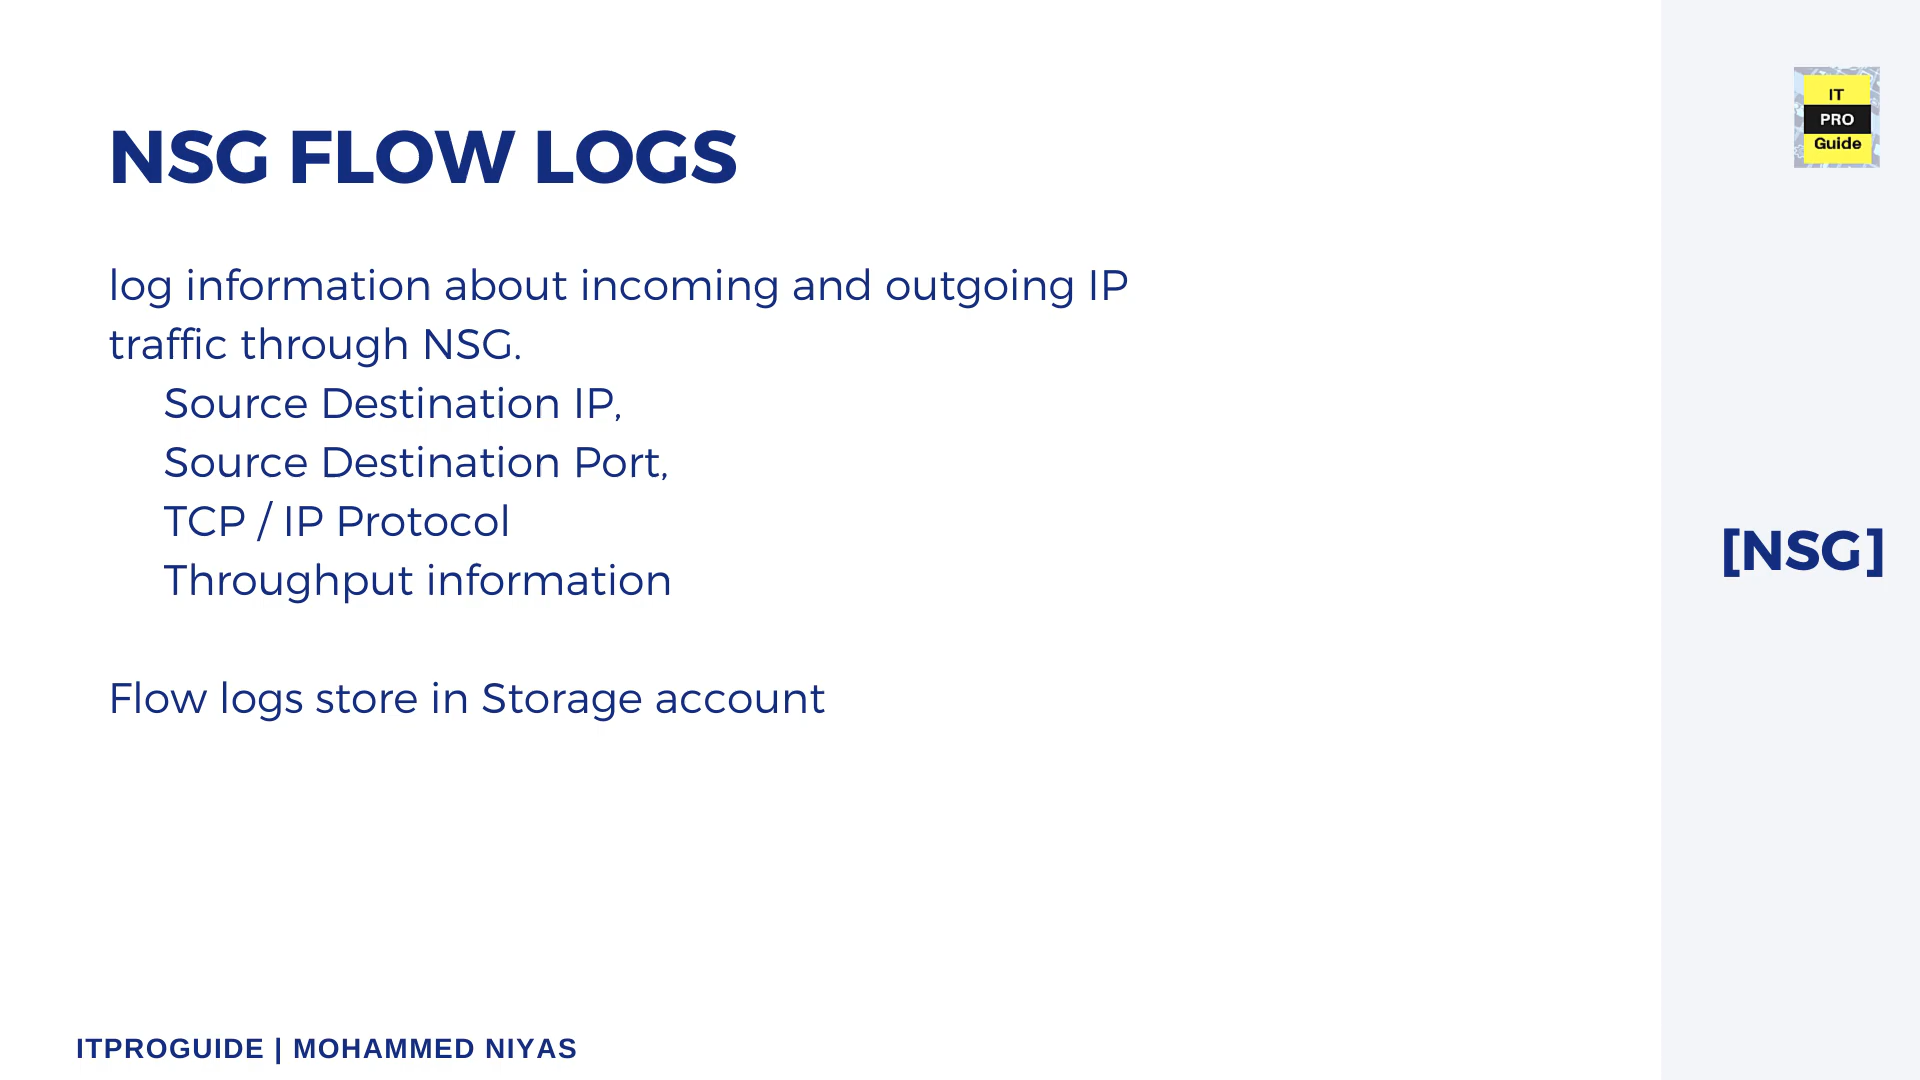 NSG FLOW LOGS
log information about incoming and outgoing IP
traffic through NSG.
Source Destination IP,
Source Destination Port,
TCP / IP Protocol
Throughput information
Flow logs store in Storage account
IT
PRO
Guide
[NSG]
ITPROGUIDE | MOHAMMED NIYAS